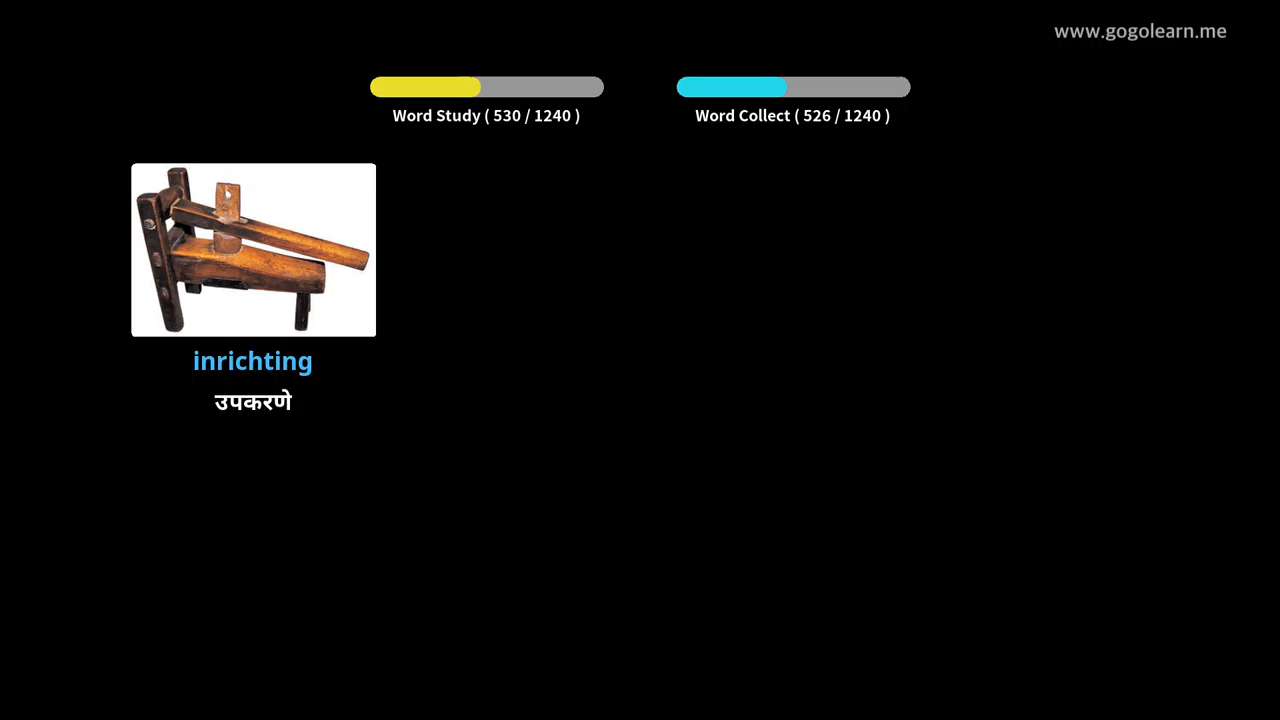 www.gogolearn.me
Word Study ( 530 / 1240 )
Word Collect ( 526 / 1240 )
inrichting
उपकरणे